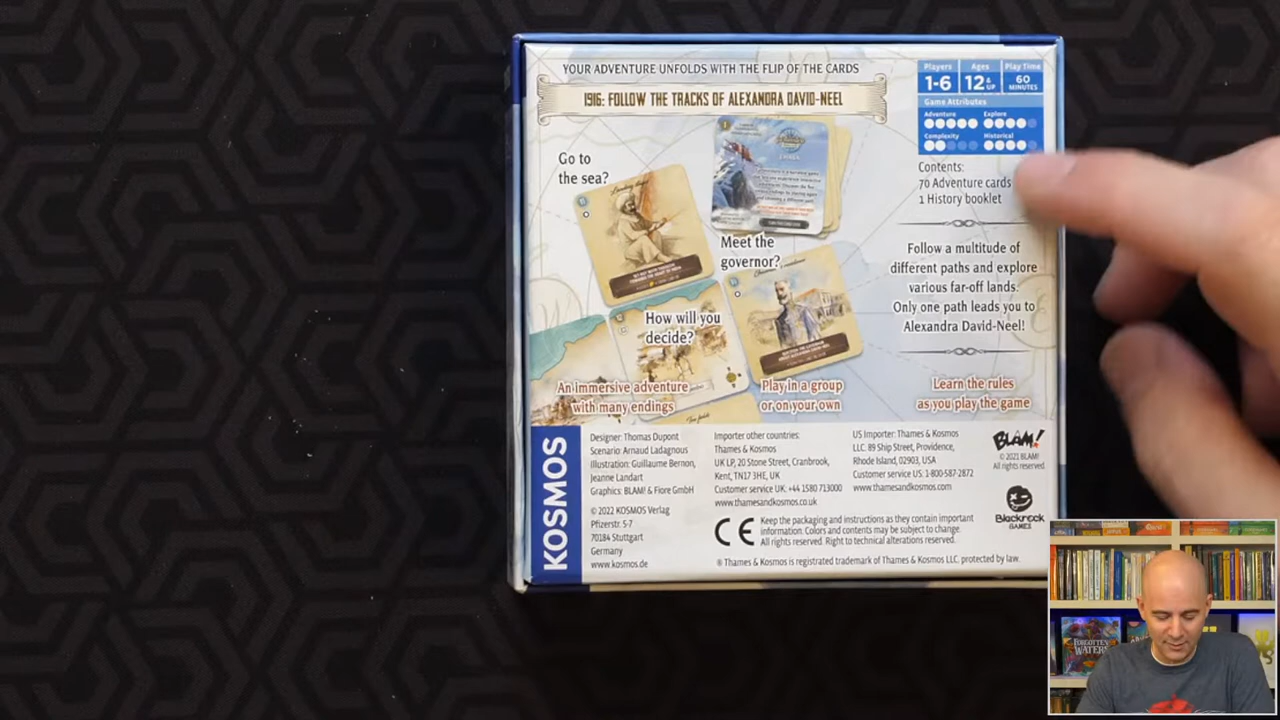 YOUR ADVENTURE UNFOLDS WITH THE FLIP OF THE CARDS
1916: FOLLOW THE TRACKS OF ALEXANDRA DAVID-NEEL
Players
1-6
Ages
12 & UP
Play Time
60
MINUTES
Game Attributes
Adventure
Explore
Complexity
Historical
Contents:
70 Adventure cards
1 History booklet
Go to
the sea?
Meet the
governor?
How will you
decide?
Follow a multitude of
different paths and explore
various far-off lands.
Only one path leads you to
Alexandra David-Neel!
An immersive adventure
with many endings
Play in a group
or on your own
Learn the rules
as you play the game
KOSMOS
Designer: Thomas Dupont
Scenario: Arnaud Ladagnous
Illustration: Guillaume Bernon,
Jeanne Landart
Graphics: BLAM! & Fiore GmbH
© 2022 KOSMOS Verlag
Pfizerstr. 5-7
70184 Stuttgart
Germany
www.kosmos.de
Importer other countries:
Thames & Kosmos
UK LP, 20 Stone Street, Cranbrook,
Kent, TN17 3HE, UK
Customer service UK: +44 1580 713000
www.thamesandkosmos.co.uk
US Importer: Thames & Kosmos
LLC. 89 Ship Street, Providence,
Rhode Island, 02903, USA
Customer service US: 1-800-587-2872
www.thamesandkosmos.com
BLAM!
© 2021 BLAM!
All rights reserved
Blackrock
GAMES
CE
Keep the packaging and instructions as they contain important
information. Colors and contents may be subject to change.
All rights reserved. Right to technical alterations reserved.
® Thames & Kosmos is registered trademark of Thames & Kosmos LLC. protected by law.
FORGOTTEN
WATERS